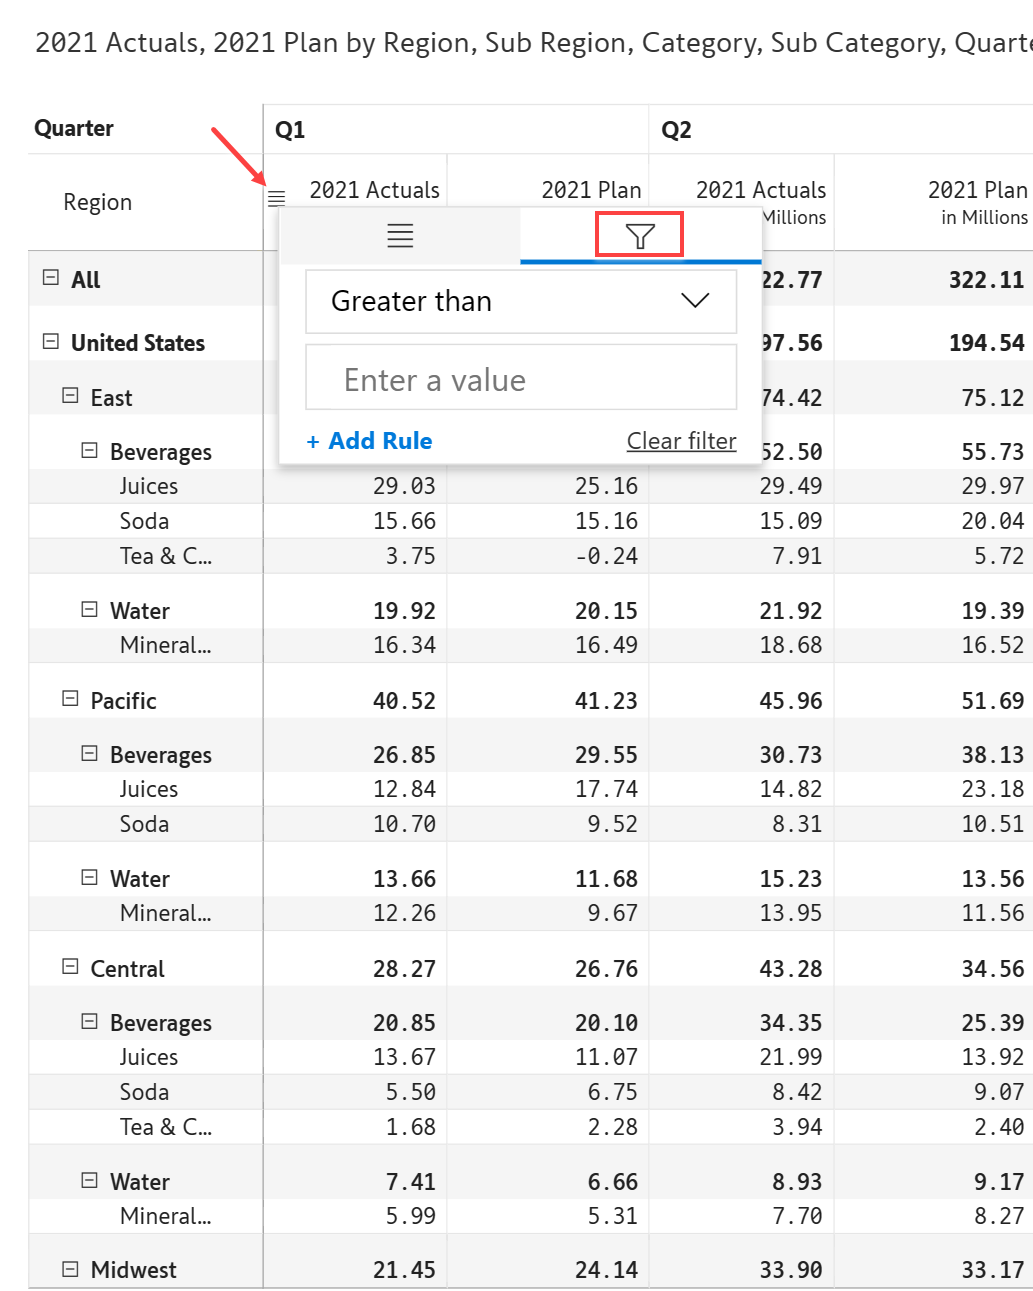 2021 Actuals, 2021 Plan by Region, Sub Region, Category, Sub Category,
Quarter Q1 Q2
Region 2021 Actuals 2021 Plan 2021 Actuals 2021 Plan
Millions in Millions
All 22.77 322.11
Greater than
United States 97.56 194.54
Enter a value
East 74.42 75.12
+ Add Rule Clear filter
Beverages 52.50 55.73
Juices 29.03 25.16 29.49 29.97
Soda 15.66 15.16 15.09 20.04
Tea & C... 3.75 -0.24 7.91 5.72
Water 19.92 20.15 21.92 19.39
Mineral... 16.34 16.49 18.68 16.52
Pacific 40.52 41.23 45.96 51.69
Beverages 26.85 29.55 30.73 38.13
Juices 12.84 17.74 14.82 23.18
Soda 10.70 9.52 8.31 10.51
Water 13.66 11.68 15.23 13.56
Mineral... 12.26 9.67 13.95 11.56
Central 28.27 26.76 43.28 34.56
Beverages 20.85 20.10 34.35 25.39
Juices 13.67 11.07 21.99 13.92
Soda 5.50 6.75 8.42 9.07
Tea & C... 1.68 2.28 3.94 2.40
Water 7.41 6.66 8.93 9.17
Mineral... 5.99 5.31 7.70 8.27
Midwest 21.45 24.14 33.90 33.17